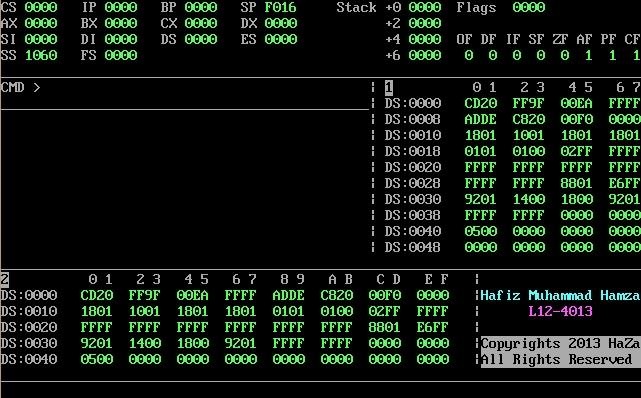 CS 0000 IP 0000 BP 0000 SP F016 Stack +0 0000 Flags 0000
AX 0000 BX 0000 CX 0000 DX 0000 +2 0000
SI 0000 DI 0000 DS 0000 ES 0000 +4 0000 OF DF IF SF ZF AF PF CF
SS 1060 FS 0000 +6 0000 0 0 0 0 0 1 1 1
CMD > 1 0 1 2 3 4 5 6 7
DS:0000 CD20 FF9F 00EA FFFF
DS:0008 ADDE C820 00F0 0000
DS:0010 1801 1001 1801 1801
DS:0018 0101 0100 02FF FFFF
DS:0020 FFFF FFFF FFFF FFFF
DS:0028 FFFF FFFF 8801 E6FF
DS:0030 9201 1400 1800 9201
DS:0038 FFFF FFFF 0000 0000
DS:0040 0500 0000 0000 0000
DS:0048 0000 0000 0000 0000
2 0 1 2 3 4 5 6 7 8 9 A B C D E F
DS:0000 CD20 FF9F 00EA FFFF ADDE C820 00F0 0000 Hafiz Muhammad Hamza
DS:0010 1801 1001 1801 1801 0101 0100 02FF FFFF L12-4013
DS:0020 FFFF FFFF FFFF FFFF FFFF FFFF 8801 E6FF
DS:0030 9201 1400 1800 9201 FFFF FFFF 0000 0000 Copyrights 2013 HaZa
DS:0040 0500 0000 0000 0000 0000 0000 0000 0000 All Rights Reserved